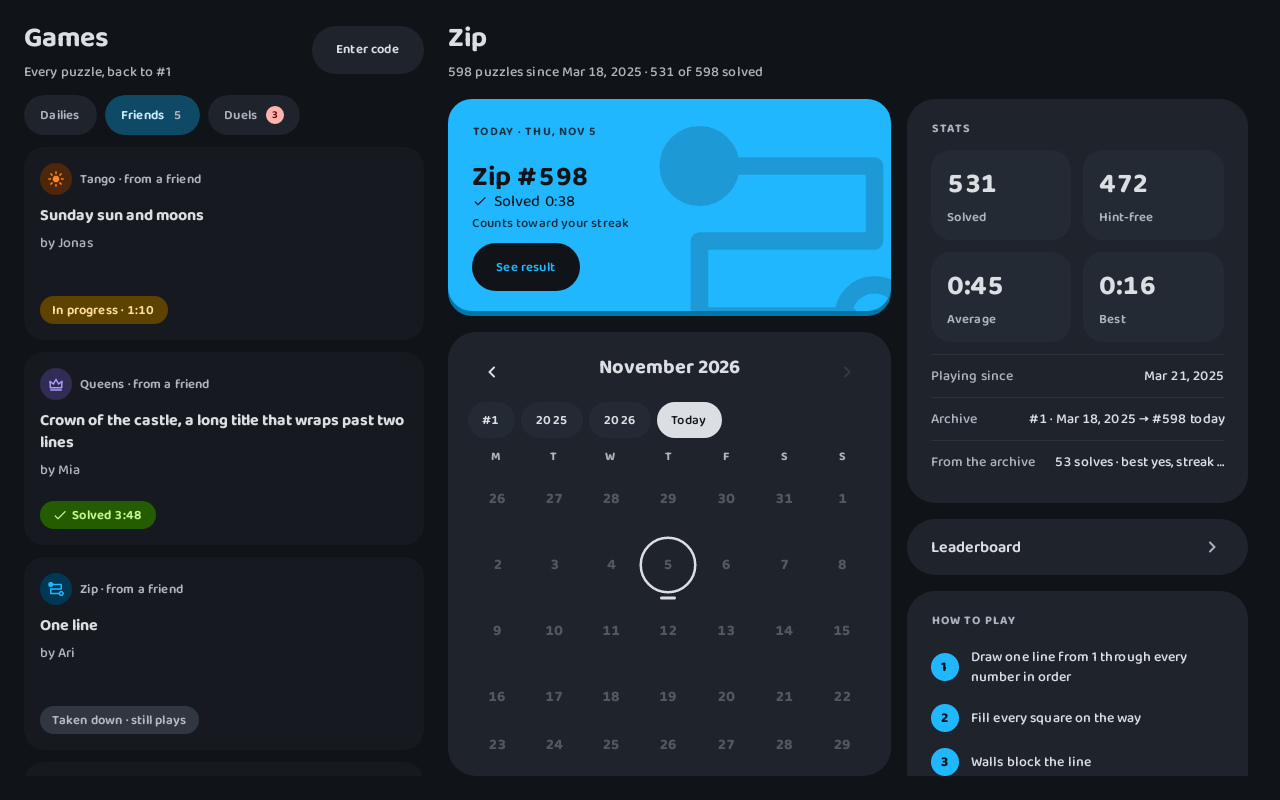 Games
Every puzzle, back to #1
Enter code
Dailies
Friends 5
Duels 3
Tango · from a friend
Sunday sun and moons
by Jonas
In progress · 1:10
Queens · from a friend
Crown of the castle, a long title that wraps past two
lines
by Mia
Solved 3:48
Zip · from a friend
One line
by Ari
Taken down · still plays
Zip
598 puzzles since Mar 18, 2025 · 531 of 598 solved
TODAY · THU, NOV 5
Zip #598
Solved 0:38
Counts toward your streak
See result
November 2026
#1 2025 2026 Today
M T W T F S S
26 27 28 29 30 31 1
2 3 4 5 6 7 8
9 10 11 12 13 14 15
16 17 18 19 20 21 22
23 24 25 26 27 28 29
STATS
531
Solved
472
Hint-free
0:45
Average
0:16
Best
Playing since Mar 21, 2025
Archive #1 · Mar 18, 2025 → #598 today
From the archive 53 solves · best yes, streak …
Leaderboard
HOW TO PLAY
1 Draw one line from 1 through every
number in order
2 Fill every square on the way
3 Walls block the line